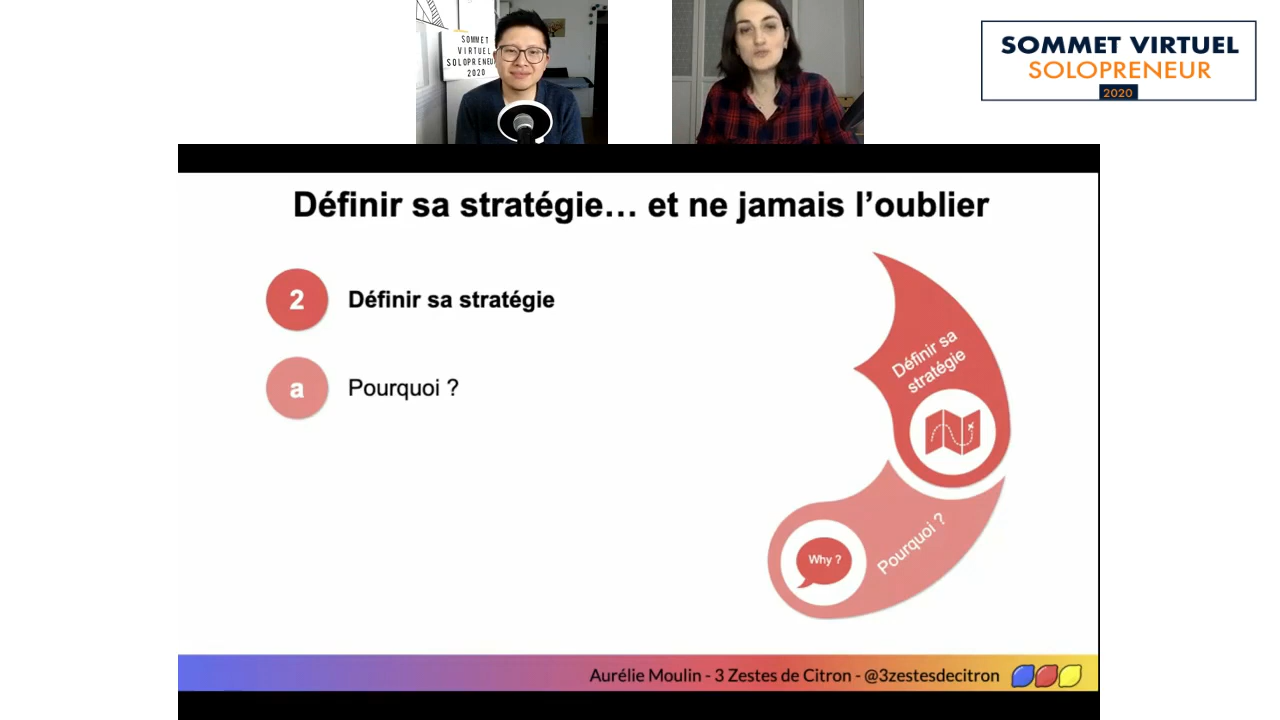 SOMMET
VIRTUEL
SOLOPRENEU
2020
SOMMET VIRTUEL
SOLOPRENEUR
2020
Définir sa stratégie… et ne jamais l’oublier
2 Définir sa stratégie
a Pourquoi ?
Définir sa
stratégie
Why ?
Pourquoi ?
Aurélie Moulin - 3 Zestes de Citron - @3zestesdecitron